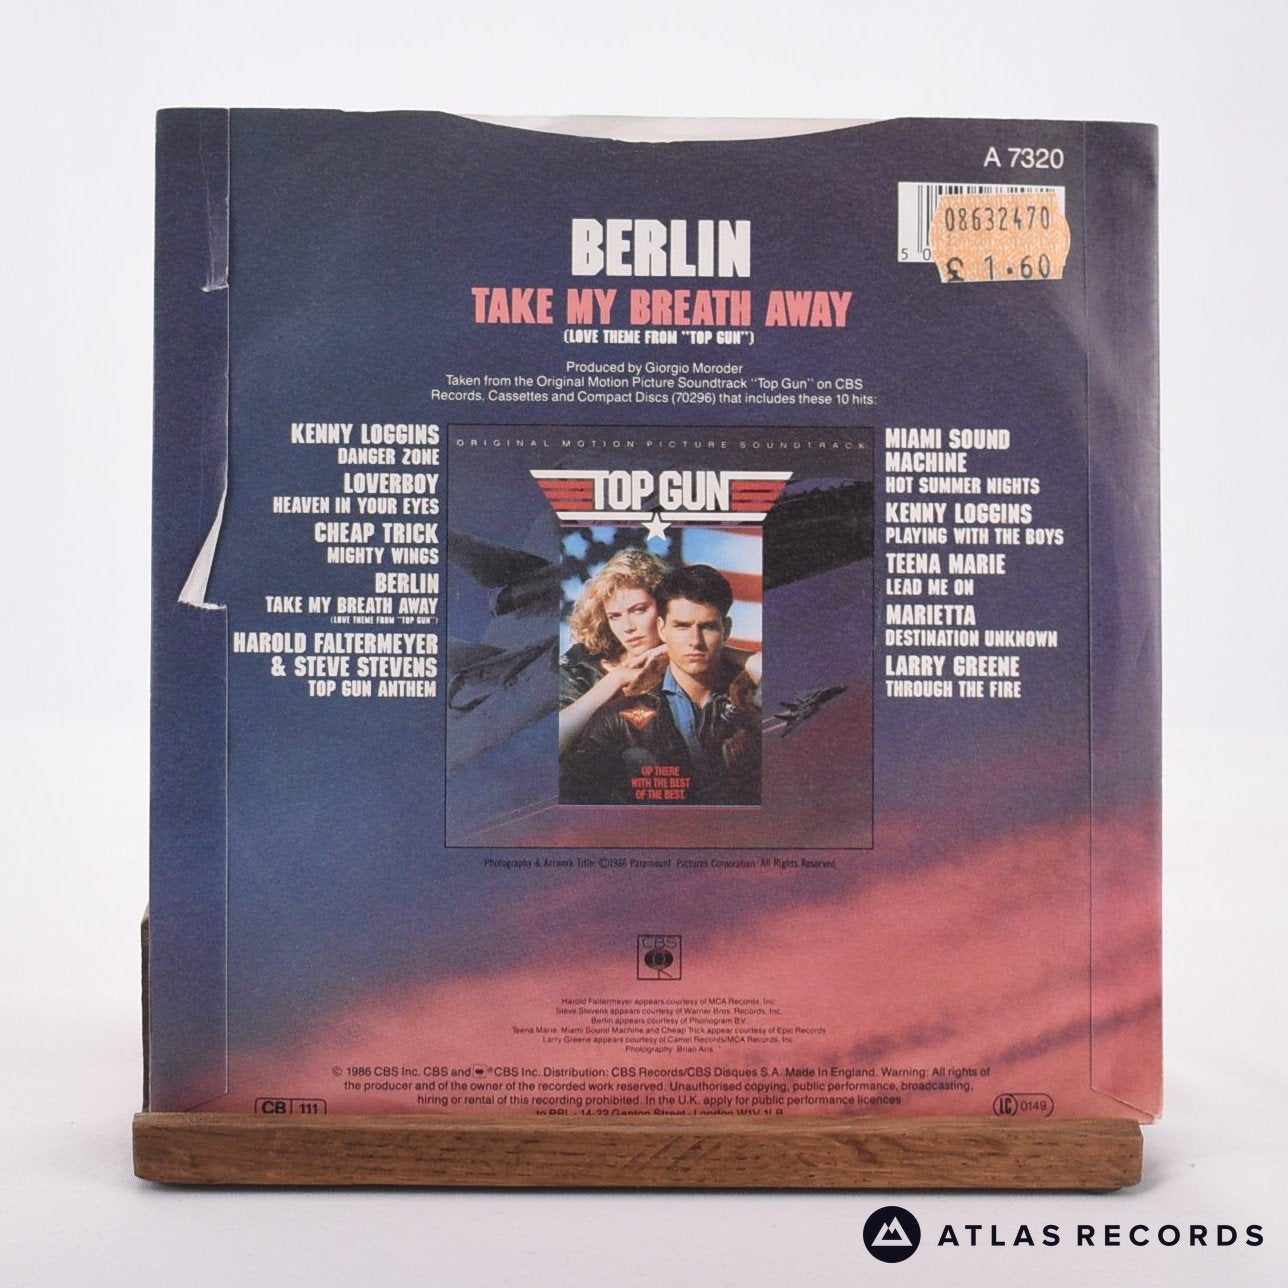 A 7320
08632470
£ 1.60
5 0
BERLIN
TAKE MY BREATH AWAY
(LOVE THEME FROM "TOP GUN")
Produced by Giorgio Moroder
Taken from the Original Motion Picture Soundtrack "Top Gun" on CBS
Records, Cassettes and Compact Discs (70296) that includes these 10 hits:
KENNY LOGGINS
DANGER ZONE
LOVERBOY
HEAVEN IN YOUR EYES
CHEAP TRICK
MIGHTY WINGS
BERLIN
TAKE MY BREATH AWAY
(LOVE THEME FROM "TOP GUN")
HAROLD FALTERMEYER
& STEVE STEVENS
TOP GUN ANTHEM
ORIGINAL MOTION PICTURE SOUNDTRACK
TOP GUN
UP THERE
WITH THE BEST
OF THE BEST.
MIAMI SOUND
MACHINE
HOT SUMMER NIGHTS
KENNY LOGGINS
PLAYING WITH THE BOYS
TEENA MARIE
LEAD ME ON
MARIETTA
DESTINATION UNKNOWN
LARRY GREENE
THROUGH THE FIRE
Photography & Artwork Title: ©1986 Paramount Pictures Corporation All Rights Reserved
CBS
Harold Faltermeyer appears courtesy of MCA Records, Inc.
Steve Stevens appears courtesy of Warner Bros. Records, Inc.
Berlin appears courtesy of Phonogram B.V.
Teena Marie, Miami Sound Machine and Cheap Trick appear courtesy of Epic Records
Larry Greene appears courtesy of Camel Records/MCA Records, Inc.
Photography: Brian Aris
© 1986 CBS Inc. CBS and ® CBS Inc. Distribution: CBS Records/CBS Disques S.A. Made in England. Warning: All rights of
the producer and of the owner of the recorded work reserved. Unauthorised copying, public performance, broadcasting,
hiring or rental of this recording prohibited. In the U.K. apply for public performance licences
to PPL · 14-22 Ganton Street · London W1V 1LB
CB 111
LC 0149
ATLAS RECORDS